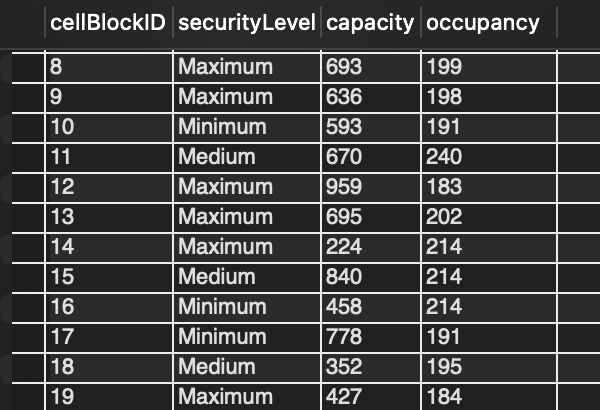 cellBlockID securityLevel capacity occupancy
8 Maximum 693 199
9 Maximum 636 198
10 Minimum 593 191
11 Medium 670 240
12 Maximum 959 183
13 Maximum 695 202
14 Maximum 224 214
15 Medium 840 214
16 Minimum 458 214
17 Minimum 778 191
18 Medium 352 195
19 Maximum 427 184